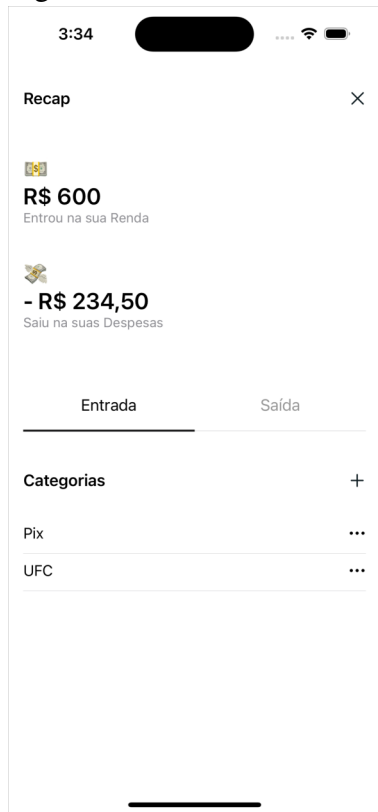 3:34
Recap
R$ 600
Entrou na sua Renda
- R$ 234,50
Saiu na suas Despesas
Entrada Saída
Categorias
Pix
UFC